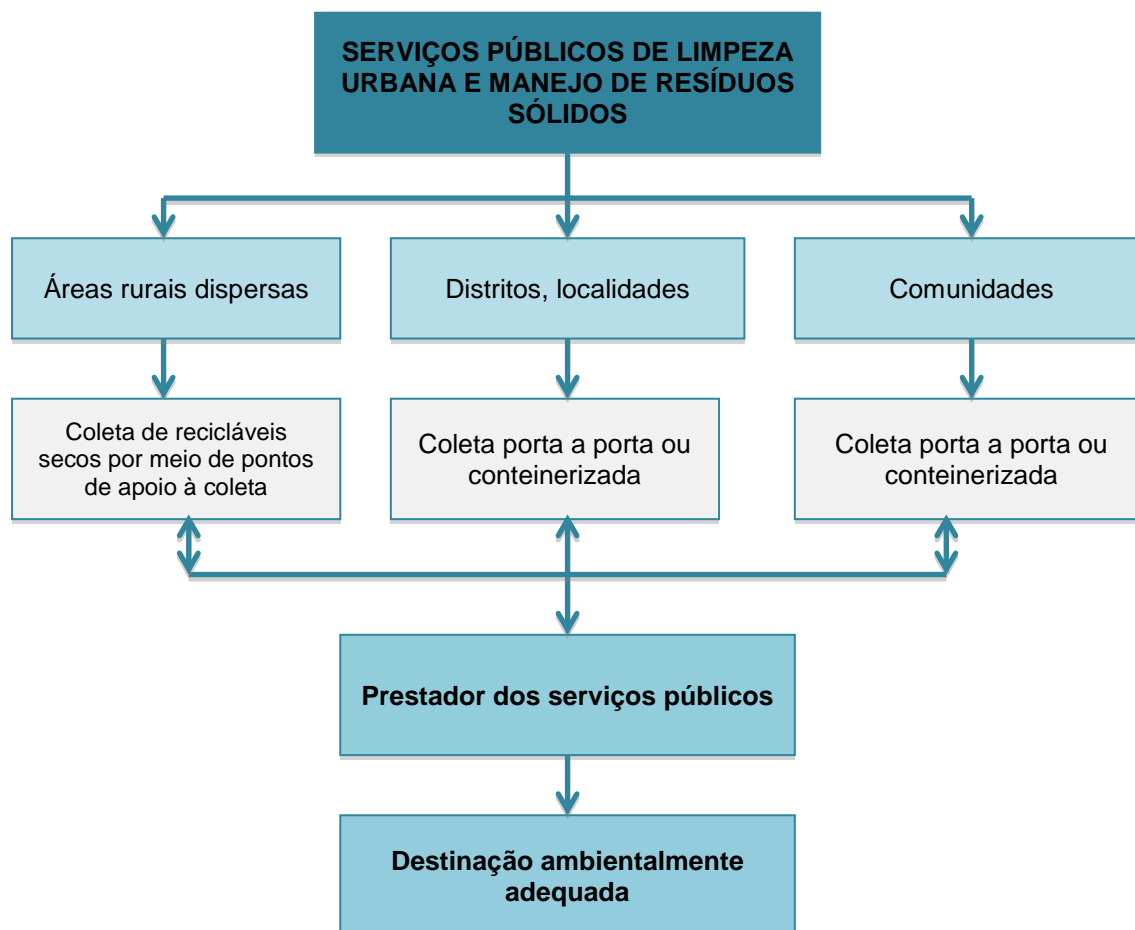 SERVIÇOS PÚBLICOS DE LIMPEZA
URBANA E MANEJO DE RESÍDUOS
SÓLIDOS
Áreas rurais dispersas
Distritos, localidades
Comunidades
Coleta de recicláveis
secos por meio de pontos
de apoio à coleta
Coleta porta a porta ou
conteinerizada
Coleta porta a porta ou
conteinerizada
Prestador dos serviços públicos
Destinação ambientalmente
adequada